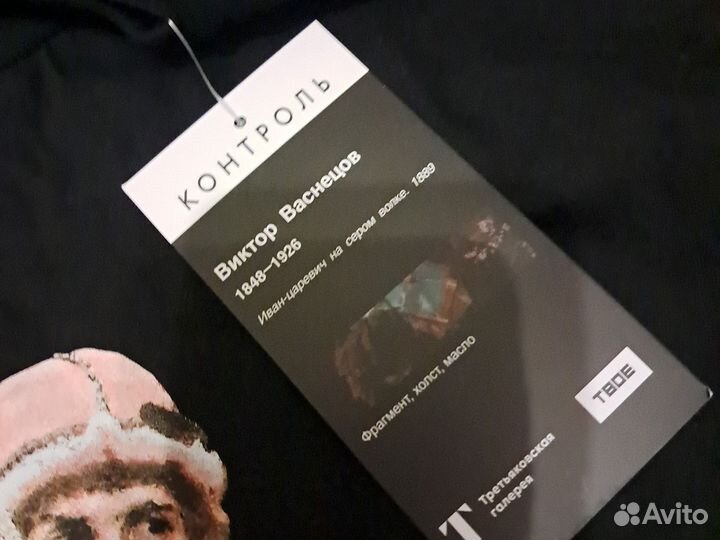 КОНТРОЛЬ
Виктор Васнецов
1848—1926
Иван-царевич на сером волке. 1889
Фрагмент, холст, масло
ТВОЕ
Т
Третьяковская
галерея
Avito